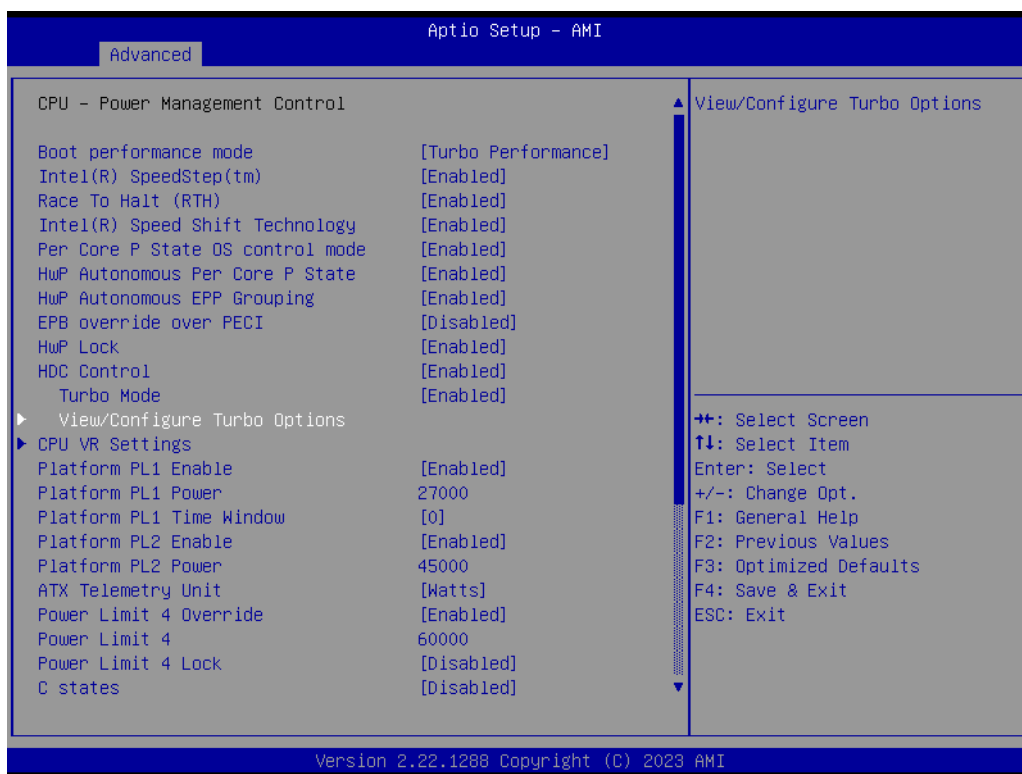 Aptio Setup – AMI
Advanced
CPU – Power Management Control
Boot performance mode [Turbo Performance]
Intel(R) SpeedStep(tm) [Enabled]
Race To Halt (RTH) [Enabled]
Intel(R) Speed Shift Technology [Enabled]
Per Core P State OS control mode [Enabled]
HwP Autonomous Per Core P State [Enabled]
HwP Autonomous EPP Grouping [Enabled]
EPB override over PECI [Disabled]
HwP Lock [Enabled]
HDC Control [Enabled]
Turbo Mode [Enabled]
View/Configure Turbo Options
CPU VR Settings
Platform PL1 Enable [Enabled]
Platform PL1 Power 27000
Platform PL1 Time Window [0]
Platform PL2 Enable [Enabled]
Platform PL2 Power 45000
ATX Telemetry Unit [Watts]
Power Limit 4 Override [Enabled]
Power Limit 4 60000
Power Limit 4 Lock [Disabled]
C states [Disabled]
View/Configure Turbo Options
→←: Select Screen
↑↓: Select Item
Enter: Select
+/-: Change Opt.
F1: General Help
F2: Previous Values
F3: Optimized Defaults
F4: Save & Exit
ESC: Exit
Version 2.22.1288 Copyright (C) 2023 AMI